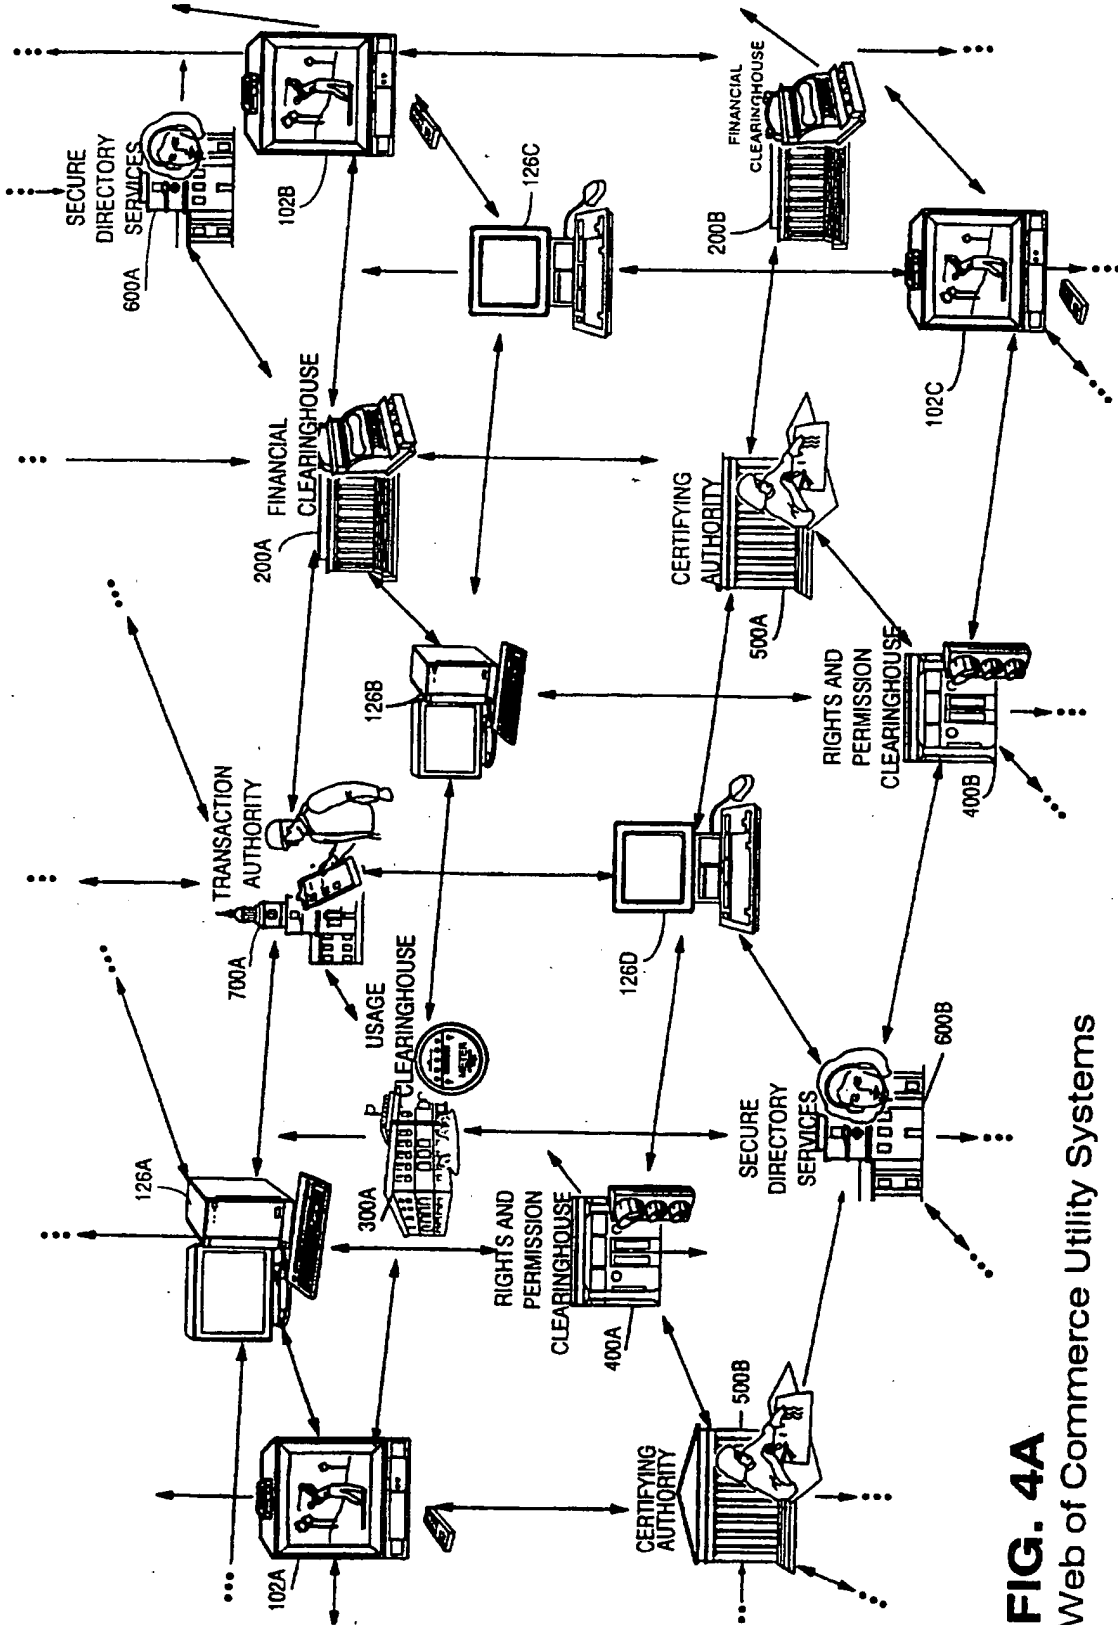 126A
102A
300A
USAGE
CLEARINGHOUSE
METER
700A
TRANSACTION
AUTHORITY
126B
200A
FINANCIAL
CLEARINGHOUSE
600A
SECURE
DIRECTORY
SERVICES
102B
126C
RIGHTS AND
PERMISSION
CLEARINGHOUSE
400A
CERTIFYING
AUTHORITY
500B
126D
SECURE
DIRECTORY
SERVICES
600B
CERTIFYING
AUTHORITY
500A
RIGHTS AND
PERMISSION
CLEARINGHOUSE
400B
200B
FINANCIAL
CLEARINGHOUSE
102C
FIG. 4A
Web of Commerce Utility Systems